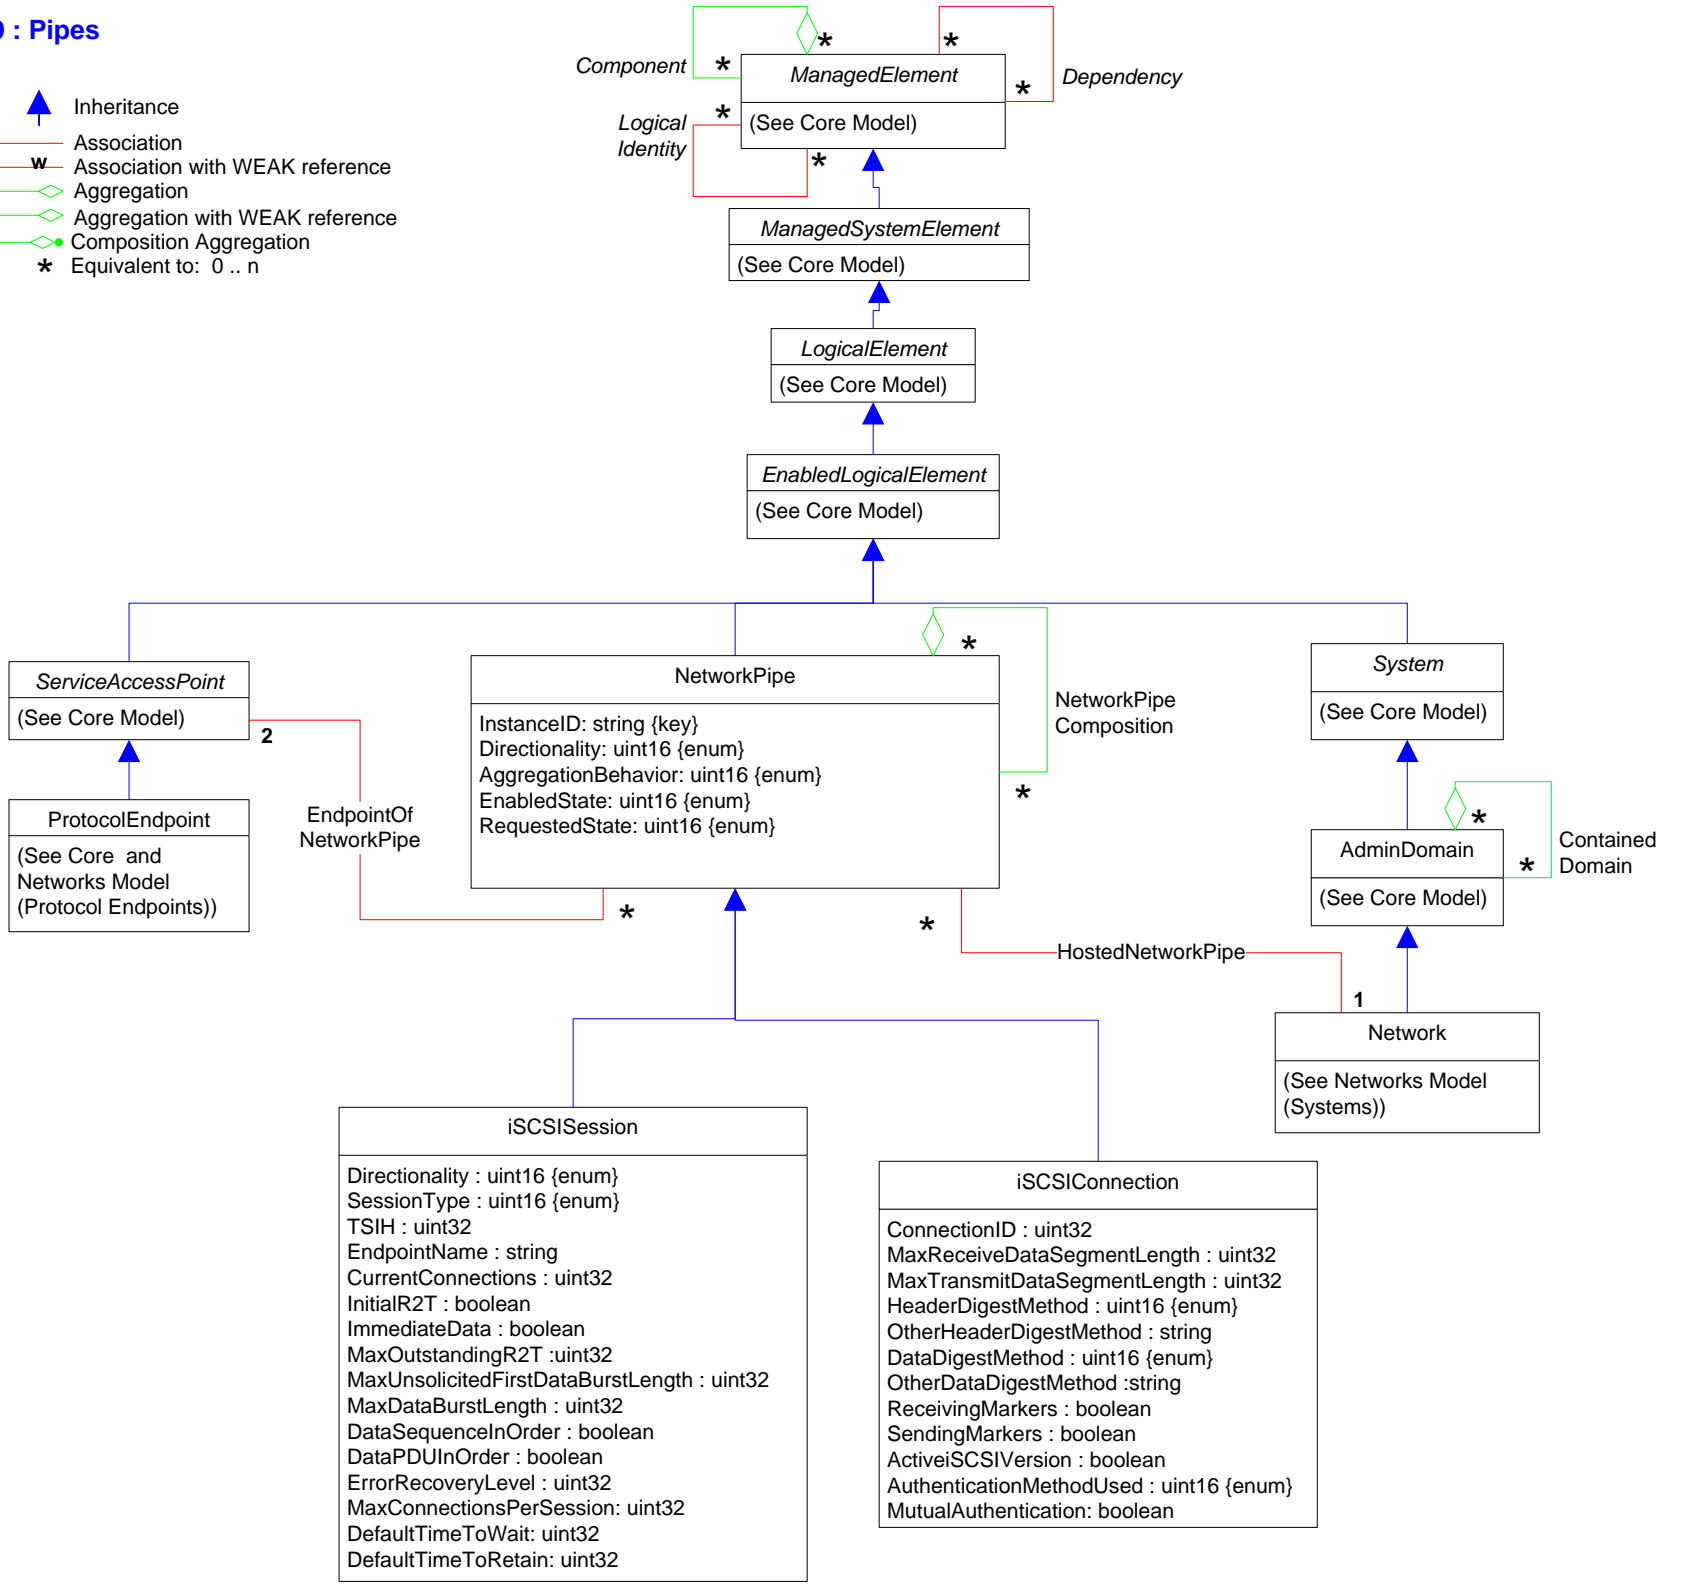 : Pipes
Inheritance
Association
w
Association with WEAK reference
Aggregation
Aggregation with WEAK reference
Composition Aggregation
* Equivalent to: 0 .. n
Component
*
*
*
*
Dependency
ManagedElement
(See Core Model)
Logical
Identity
*
*
ManagedSystemElement
(See Core Model)
LogicalElement
(See Core Model)
EnabledLogicalElement
(See Core Model)
ServiceAccessPoint
(See Core Model)
2
ProtocolEndpoint
(See Core and
Networks Model
(Protocol Endpoints))
EndpointOf
NetworkPipe
*
NetworkPipe
InstanceID: string {key}
Directionality: uint16 {enum}
AggregationBehavior: uint16 {enum}
EnabledState: uint16 {enum}
RequestedState: uint16 {enum}
*
NetworkPipe
Composition
*
System
(See Core Model)
AdminDomain
(See Core Model)
*
*
Contained
Domain
*
HostedNetworkPipe
1
Network
(See Networks Model
(Systems))
iSCSISession
Directionality : uint16 {enum}
SessionType : uint16 {enum}
TSIH : uint32
EndpointName : string
CurrentConnections : uint32
InitialR2T : boolean
ImmediateData : boolean
MaxOutstandingR2T :uint32
MaxUnsolicitedFirstDataBurstLength : uint32
MaxDataBurstLength : uint32
DataSequenceInOrder : boolean
DataPDUInOrder : boolean
ErrorRecoveryLevel : uint32
MaxConnectionsPerSession: uint32
DefaultTimeToWait: uint32
DefaultTimeToRetain: uint32
iSCSIConnection
ConnectionID : uint32
MaxReceiveDataSegmentLength : uint32
MaxTransmitDataSegmentLength : uint32
HeaderDigestMethod : uint16 {enum}
OtherHeaderDigestMethod : string
DataDigestMethod : uint16 {enum}
OtherDataDigestMethod :string
ReceivingMarkers : boolean
SendingMarkers : boolean
ActiveiSCSIVersion : boolean
AuthenticationMethodUsed : uint16 {enum}
MutualAuthentication: boolean